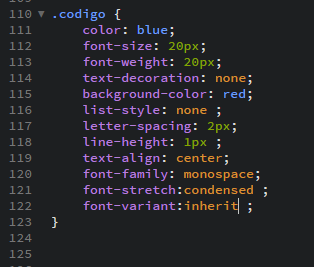 110 ▼ .codigo {
111 color: blue;
112 font-size: 20px;
113 font-weight: 20px;
114 text-decoration: none;
115 background-color: red;
116 list-style: none ;
117 letter-spacing: 2px;
118 line-height: 1px ;
119 text-align: center;
120 font-family: monospace;
121 font-stretch:condensed ;
122 font-variant:inherit ;
123 }
124
125